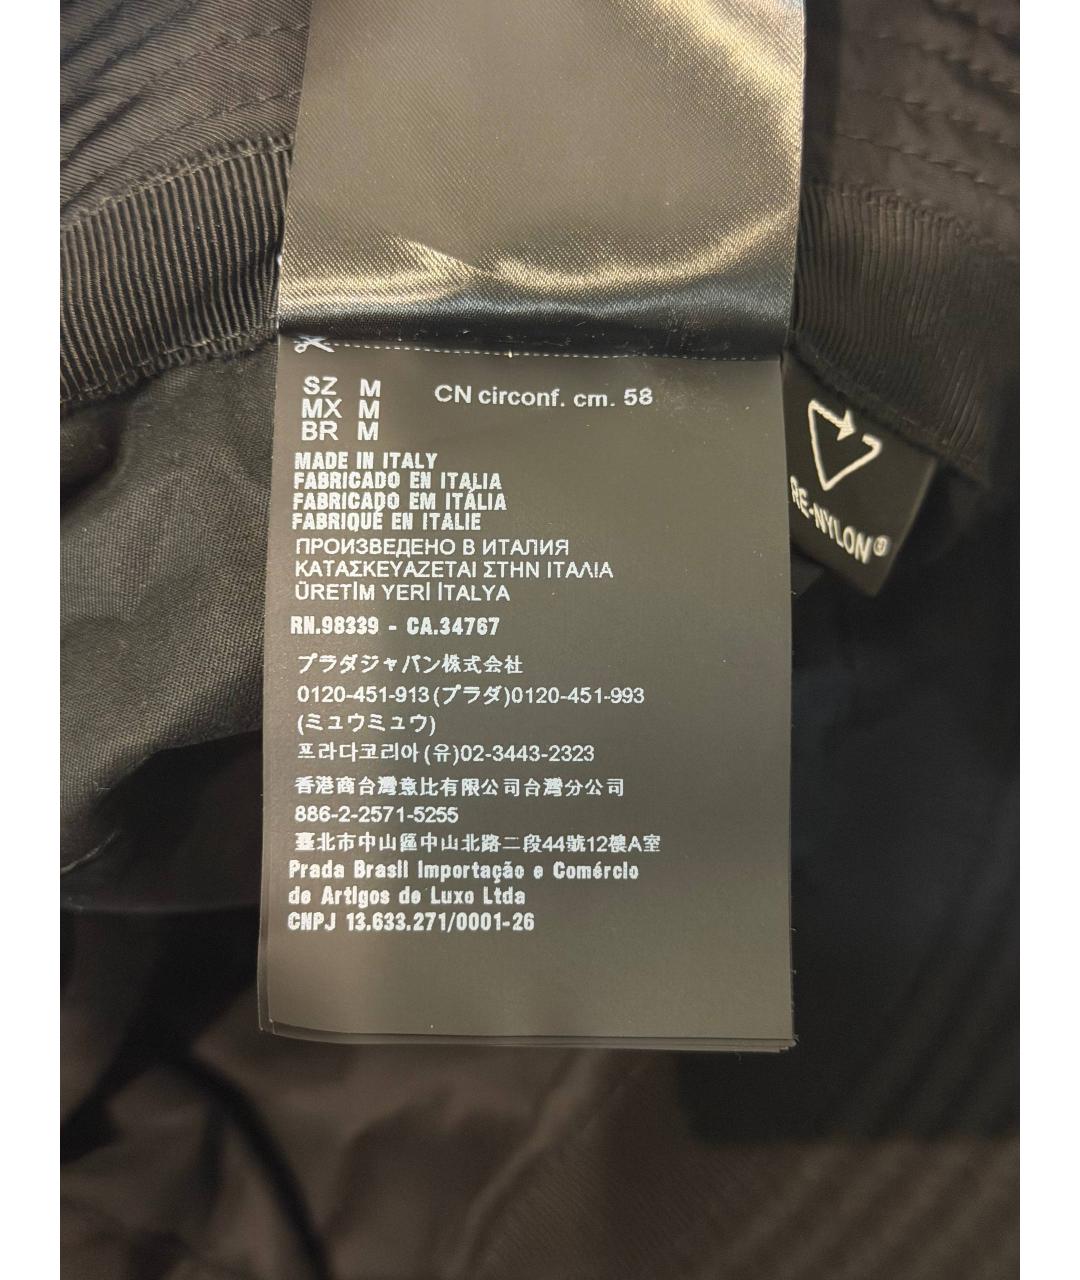 SZ M CN circonf. cm. 58
MX M
BR M
MADE IN ITALY
FABRICADO EN ITALIA
FABRICADO EM ITÁLIA
FABRIQUÉ EN ITALIE
ПРОИЗВЕДЕНО В ИТАЛИЯ
ΚΑΤΑΣΚΕΥΑΖΕΤΑΙ ΣΤΗΝ ΙΤΑΛΙΑ
ÜRETİM YERİ İTALYA
RN.98339 - CA.34767
プラダジャパン株式会社
0120-451-913(プラダ)0120-451-993
(ミュウミュウ)
프라다코리아(유)02-3443-2323
香港商台灣意比有限公司台灣分公司
886-2-2571-5255
臺北市中山區中山北路二段44號12樓A室
Prada Brasil Importação e Comércio
de Artigos de Luxo Ltda
CNPJ 13.633.271/0001-26
RE-NYLON®